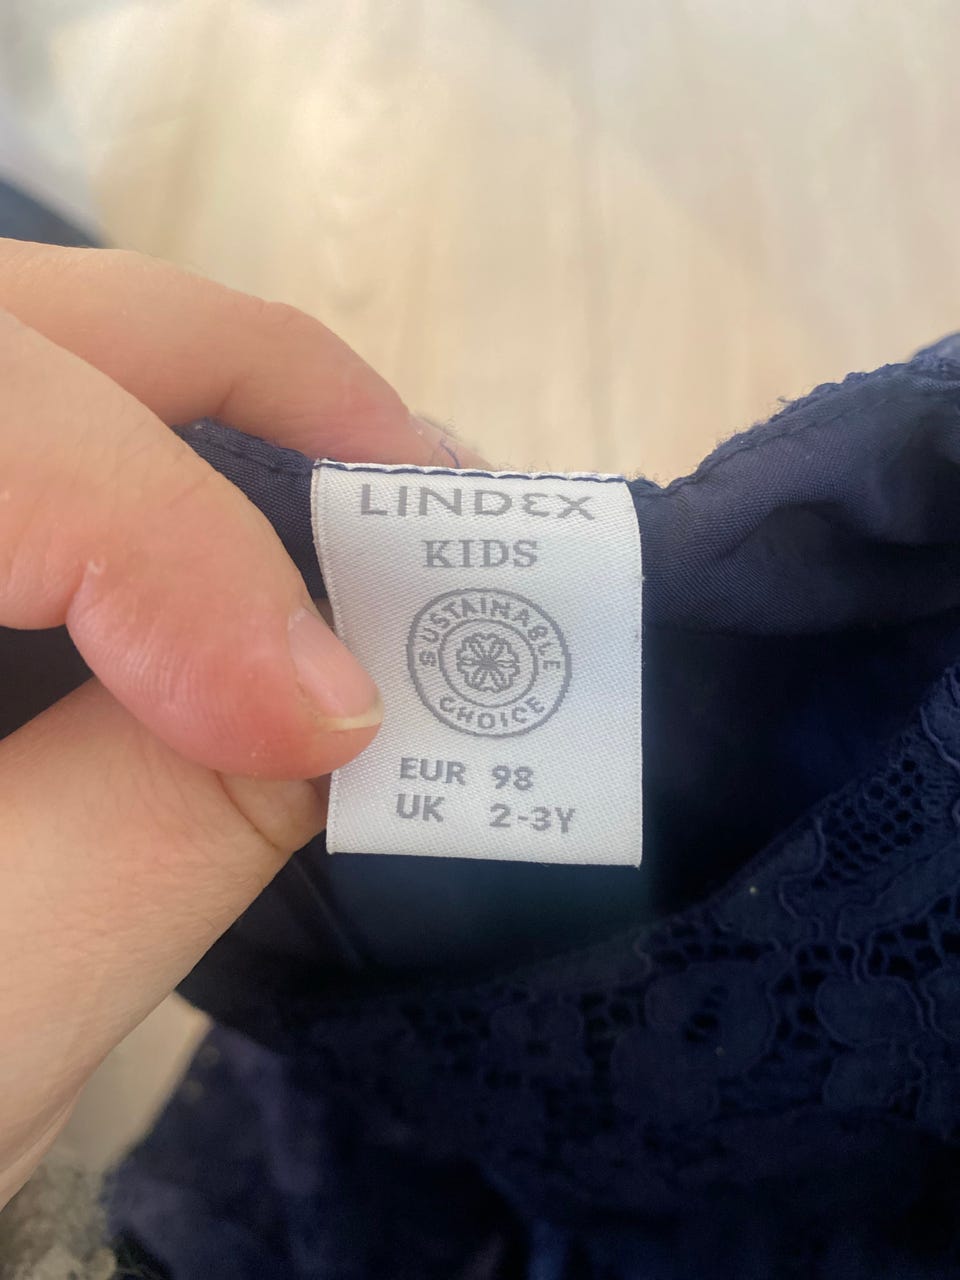 LINDEX
KIDS
SUSTAINABLE
CHOICE
EUR 98
UK 2-3Y